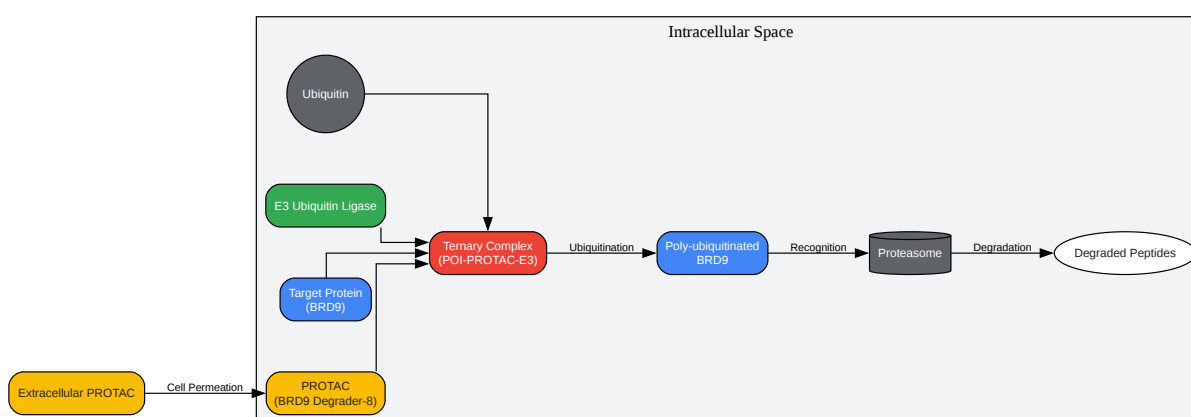 Intracellular Space
Ubiquitin
E3 Ubiquitin Ligase
Ternary Complex
(POI-PROTAC-E3)
Ubiquitination
Poly-ubiquitinated
BRD9
Recognition
Proteasome
Degradation
Degraded Peptides
Target Protein
(BRD9)
Extracellular PROTAC
Cell Permeation
PROTAC
(BRD9 Degrader-8)